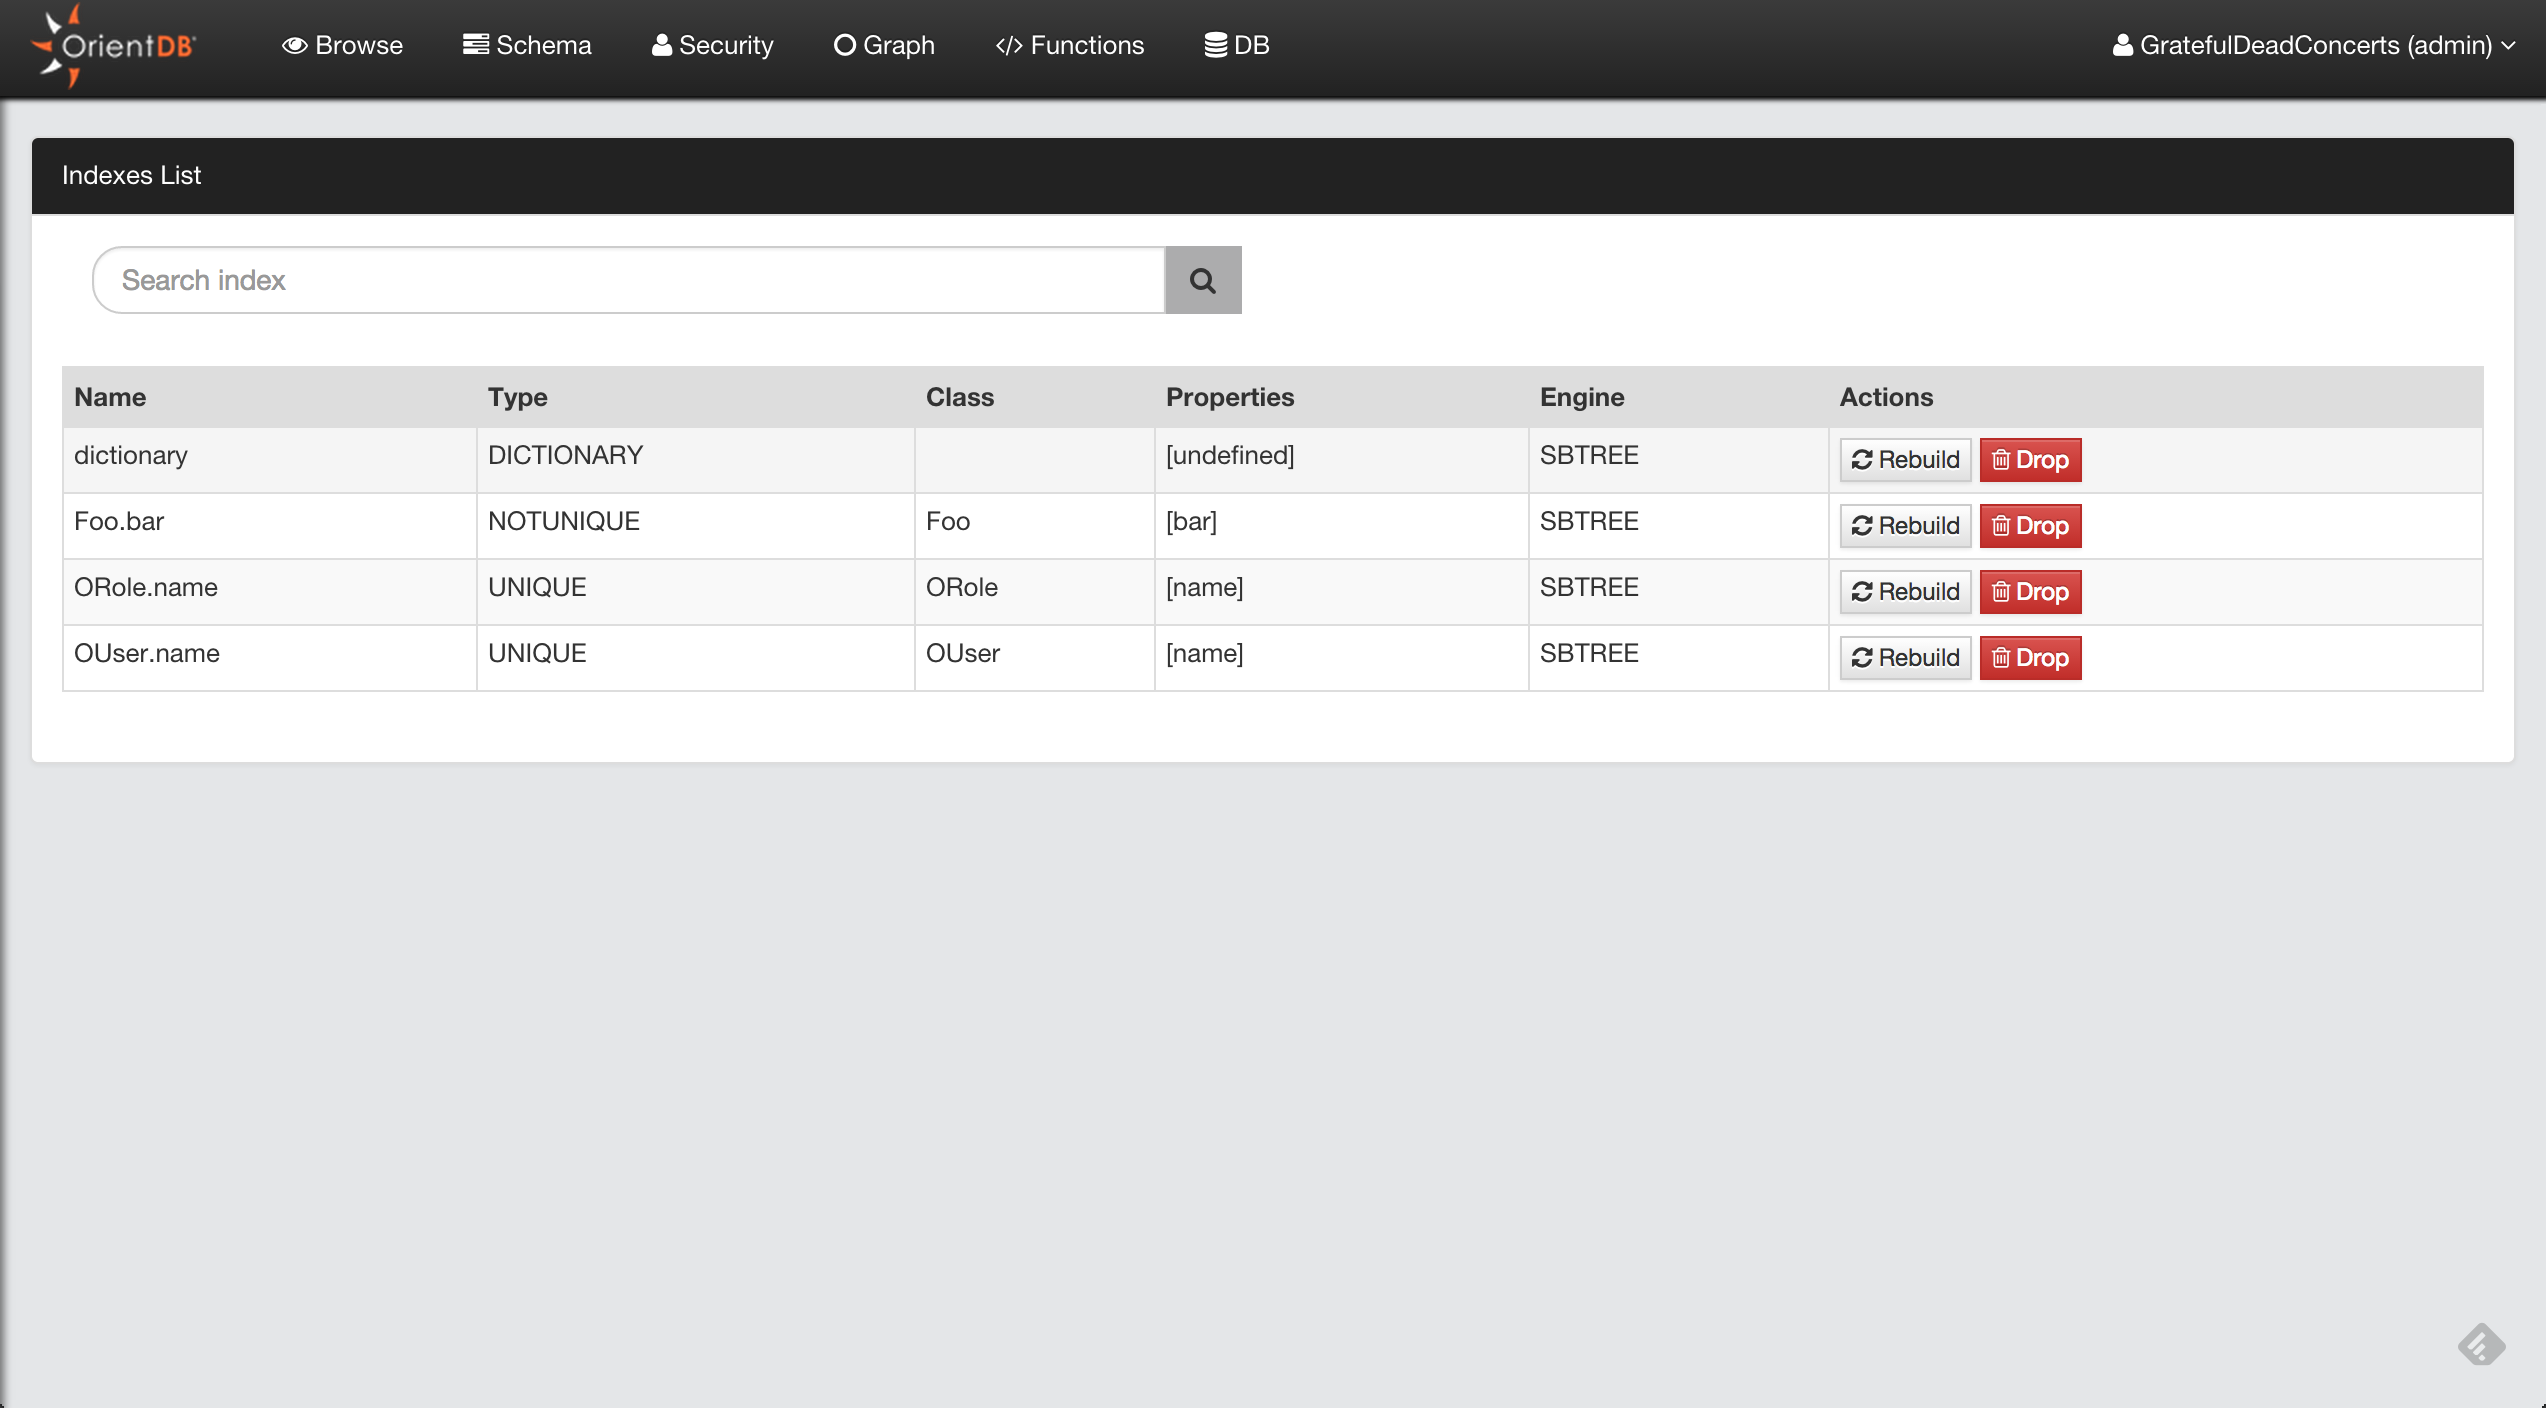 OrientDB Browse Schema Security Graph </> Functions DB GratefulDeadConcerts (admin)
Indexes List
Search index
Name Type Class Properties Engine Actions
dictionary DICTIONARY [undefined] SBTREE Rebuild Drop
Foo.bar NOTUNIQUE Foo [bar] SBTREE Rebuild Drop
ORole.name UNIQUE ORole [name] SBTREE Rebuild Drop
OUser.name UNIQUE OUser [name] SBTREE Rebuild Drop